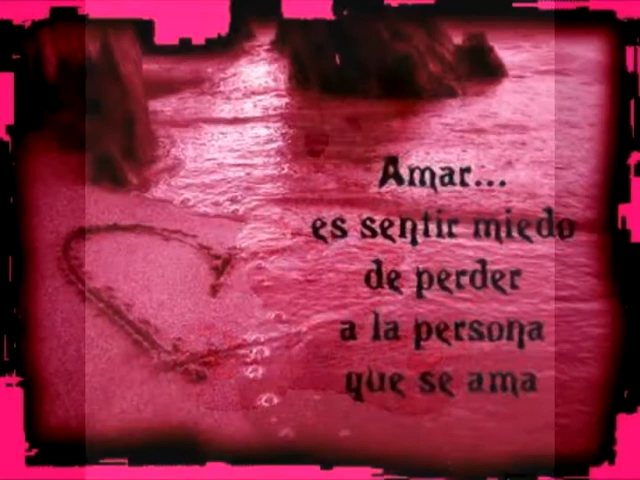 Amar...
es sentir miedo
de perder
a la persona
que se ama